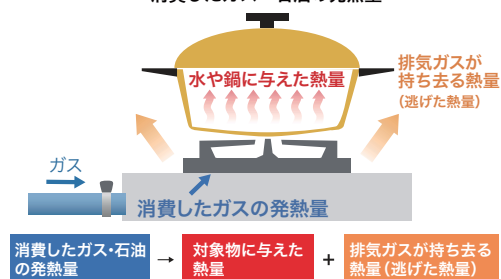 排気ガスが
持ち去る熱量
(逃げた熱量)
水や鍋に与えた熱量
ガス
消費したガスの発熱量
消費したガス・石油
の発熱量
→
対象物に与えた
熱量
+
排気ガスが持ち去る
熱量(逃げた熱量)